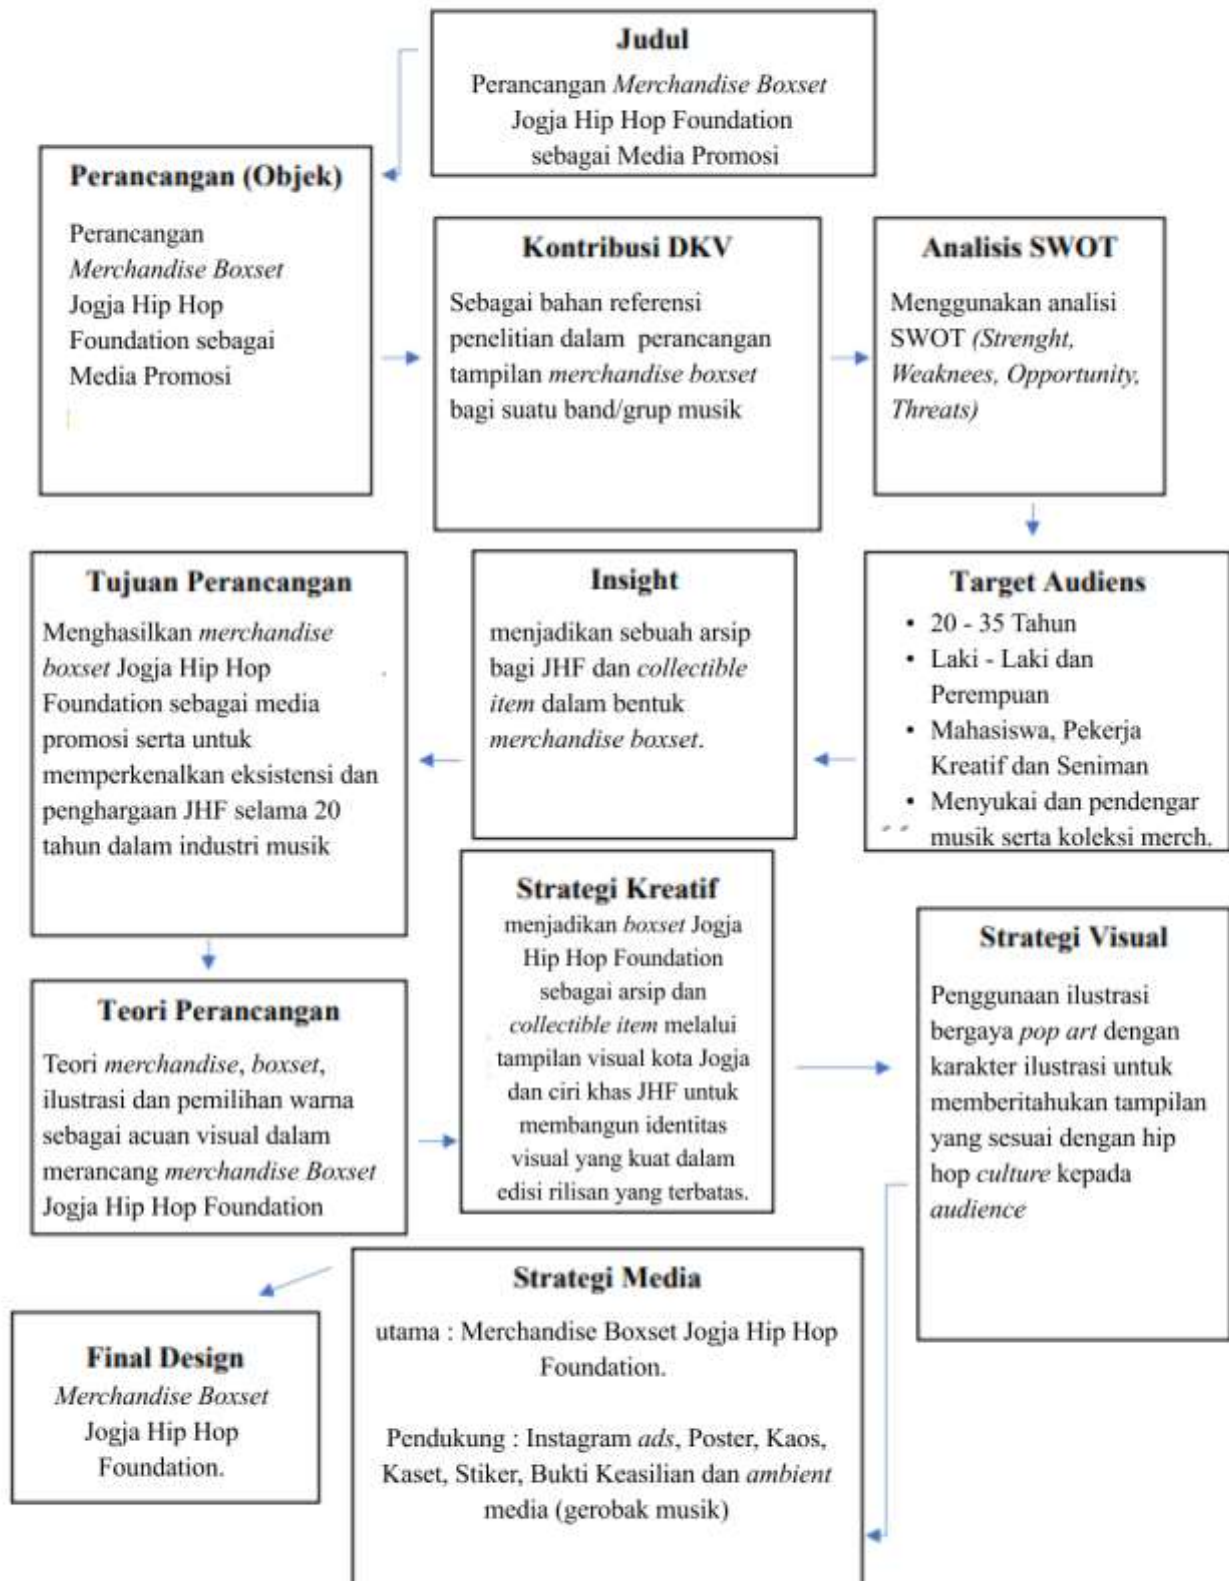 Judul
Perancangan Merchandise Boxset
Jogja Hip Hop Foundation
sebagai Media Promosi
Perancangan (Objek)
Perancangan
Merchandise Boxset
Jogja Hip Hop
Foundation sebagai
Media Promosi
Kontribusi DKV
Sebagai bahan referensi
penelitian dalam perancangan
tampilan merchandise boxset
bagi suatu band/grup musik
Analisis SWOT
Menggunakan analisi
SWOT (Strenght,
Weaknees, Opportunity,
Threats)
Target Audiens
• 20 - 35 Tahun
• Laki - Laki dan
Perempuan
• Mahasiswa, Pekerja
Kreatif dan Seniman
• Menyukai dan pendengar
musik serta koleksi merch.
Insight
menjadikan sebuah arsip
bagi JHF dan collectible
item dalam bentuk
merchandise boxset.
Tujuan Perancangan
Menghasilkan merchandise
boxset Jogja Hip Hop
Foundation sebagai media
promosi serta untuk
memperkenalkan eksistensi dan
penghargaan JHF selama 20
tahun dalam industri musik
Teori Perancangan
Teori merchandise, boxset,
ilustrasi dan pemilihan warna
sebagai acuan visual dalam
merancang merchandise Boxset
Jogja Hip Hop Foundation
Strategi Kreatif
menjadikan boxset Jogja
Hip Hop Foundation
sebagai arsip dan
collectible item melalui
tampilan visual kota Jogja
dan ciri khas JHF untuk
membangun identitas
visual yang kuat dalam
edisi rilisan yang terbatas.
Strategi Visual
Penggunaan ilustrasi
bergaya pop art dengan
karakter ilustrasi untuk
memberitahukan tampilan
yang sesuai dengan hip
hop culture kepada
audience
Strategi Media
utama : Merchandise Boxset Jogja Hip Hop
Foundation.
Pendukung : Instagram ads, Poster, Kaos,
Kaset, Stiker, Bukti Keasilian dan ambient
media (gerobak musik)
Final Design
Merchandise Boxset
Jogja Hip Hop
Foundation.